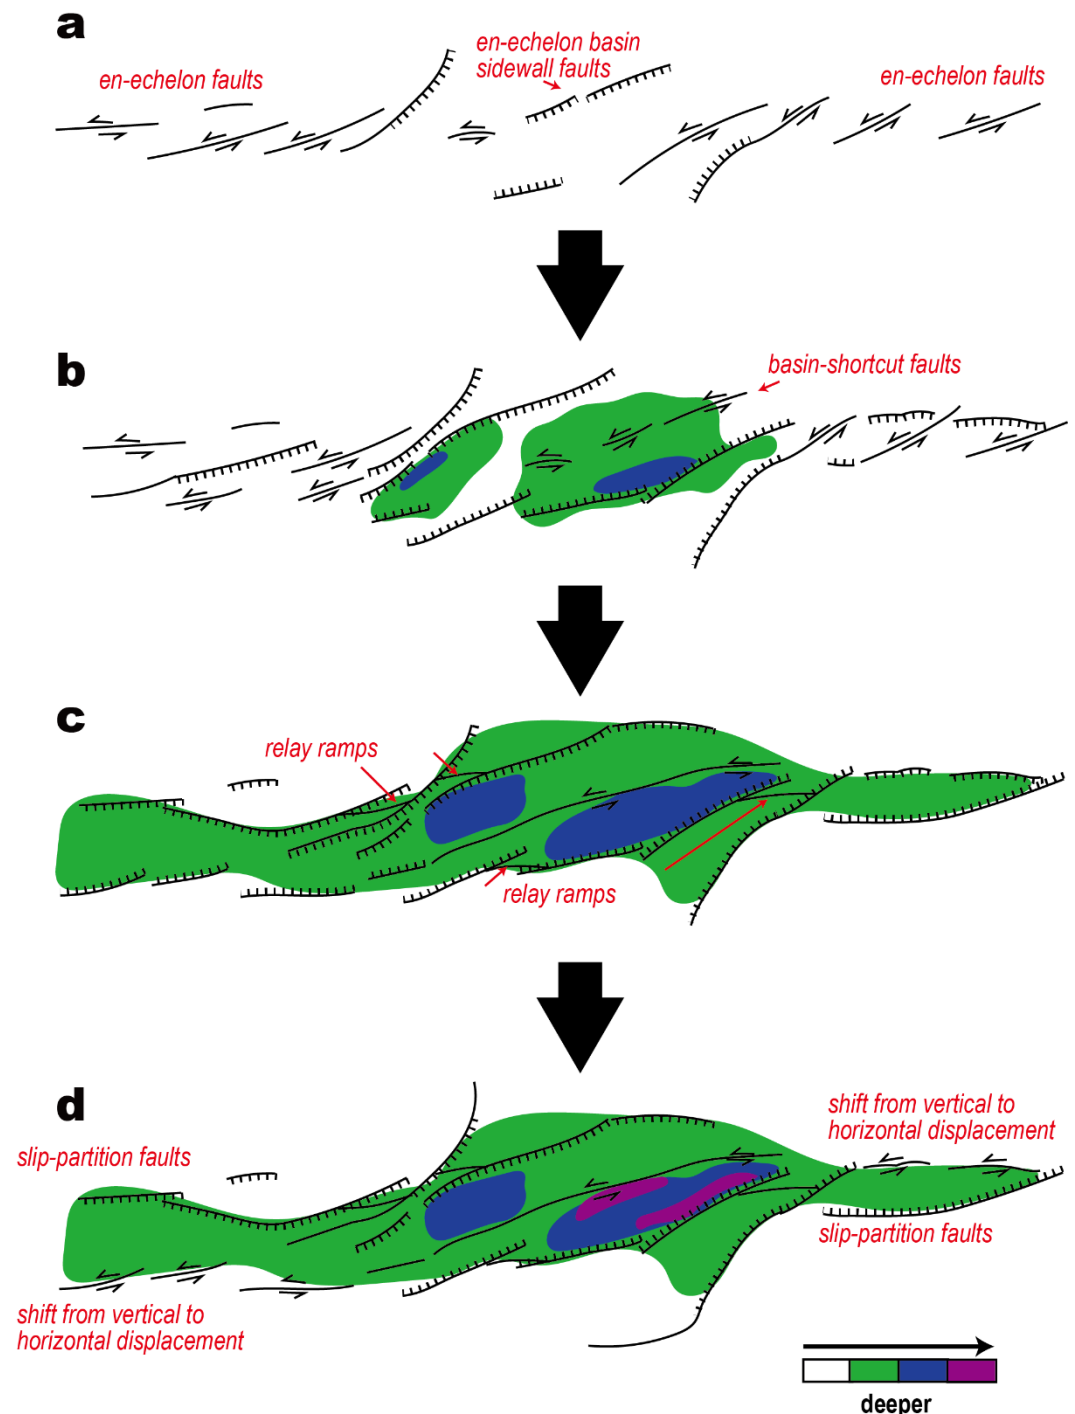 a
en-echelon faults
en-echelon basin
sidewall faults
en-echelon faults
b
basin-shortcut faults
c
relay ramps
relay ramps
d
slip-partition faults
shift from vertical to
horizontal displacement
slip-partition faults
shift from vertical to
horizontal displacement
deeper